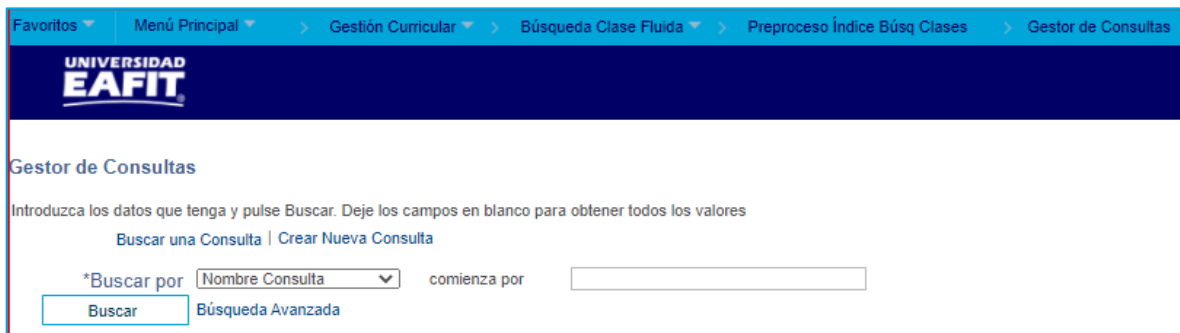 Favoritos Menú Principal > Gestión Curricular > Búsqueda Clase Fluida > Preproceso Índice Búsq Clases > Gestor de Consultas
UNIVERSIDAD
EAFIT®
Gestor de Consultas
Introduzca los datos que tenga y pulse Buscar. Deje los campos en blanco para obtener todos los valores
Buscar una Consulta | Crear Nueva Consulta
*Buscar por Nombre Consulta comienza por
Buscar Búsqueda Avanzada